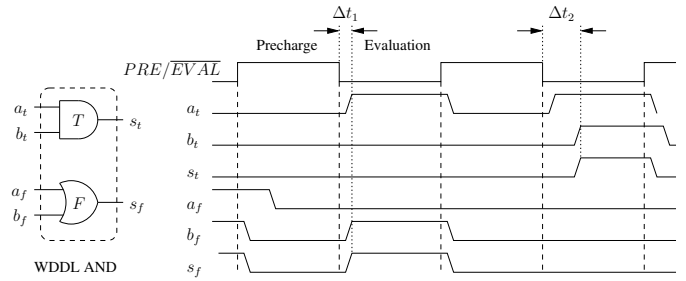 Δt₁
Δt₂
Precharge
Evaluation
PRE/E̅V̅A̅L̅
a_t
b_t
s_t
a_f
b_f
s_f
a_t
b_t
T
s_t
a_f
b_f
F
s_f
WDDL AND